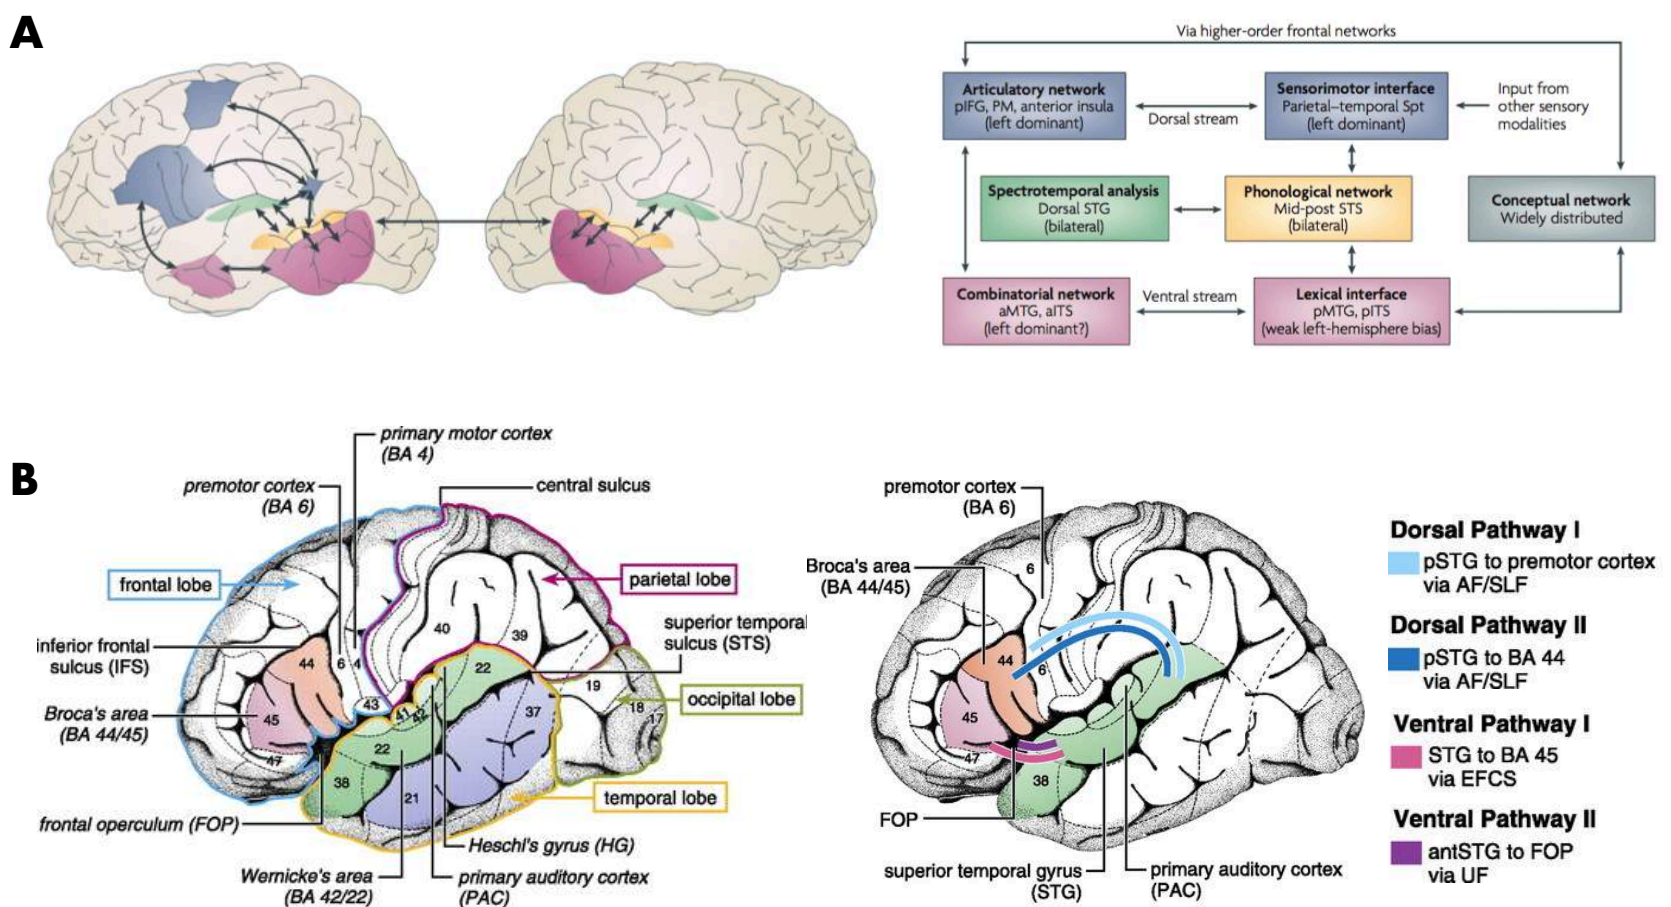 A
Via higher-order frontal networks
Articulatory network
pIFG, PM, anterior insula
(left dominant)
Dorsal stream
Sensorimotor interface
Parietal–temporal Spt
(left dominant)
Input from
other sensory
modalities
Spectrotemporal analysis
Dorsal STG
(bilateral)
Phonological network
Mid-post STS
(bilateral)
Conceptual network
Widely distributed
Combinatorial network
aMTG, aITS
(left dominant?)
Ventral stream
Lexical interface
pMTG, pITS
(weak left-hemisphere bias)
B
primary motor cortex
(BA 4)
premotor cortex
(BA 6)
central sulcus
frontal lobe
parietal lobe
inferior frontal
sulcus (IFS)
superior temporal
sulcus (STS)
Broca's area
(BA 44/45)
occipital lobe
temporal lobe
frontal operculum (FOP)
Heschl's gyrus (HG)
Wernicke's area
(BA 42/22)
primary auditory cortex
(PAC)
40
39
44
6
4
22
19
43
41
42
45
37
18
17
22
47
38
21
premotor cortex
(BA 6)
Broca's area
(BA 44/45)
6
44
6
45
47
38
FOP
superior temporal gyrus
(STG)
primary auditory cortex
(PAC)
Dorsal Pathway I
pSTG to premotor cortex
via AF/SLF
Dorsal Pathway II
pSTG to BA 44
via AF/SLF
Ventral Pathway I
STG to BA 45
via EFCS
Ventral Pathway II
antSTG to FOP
via UF